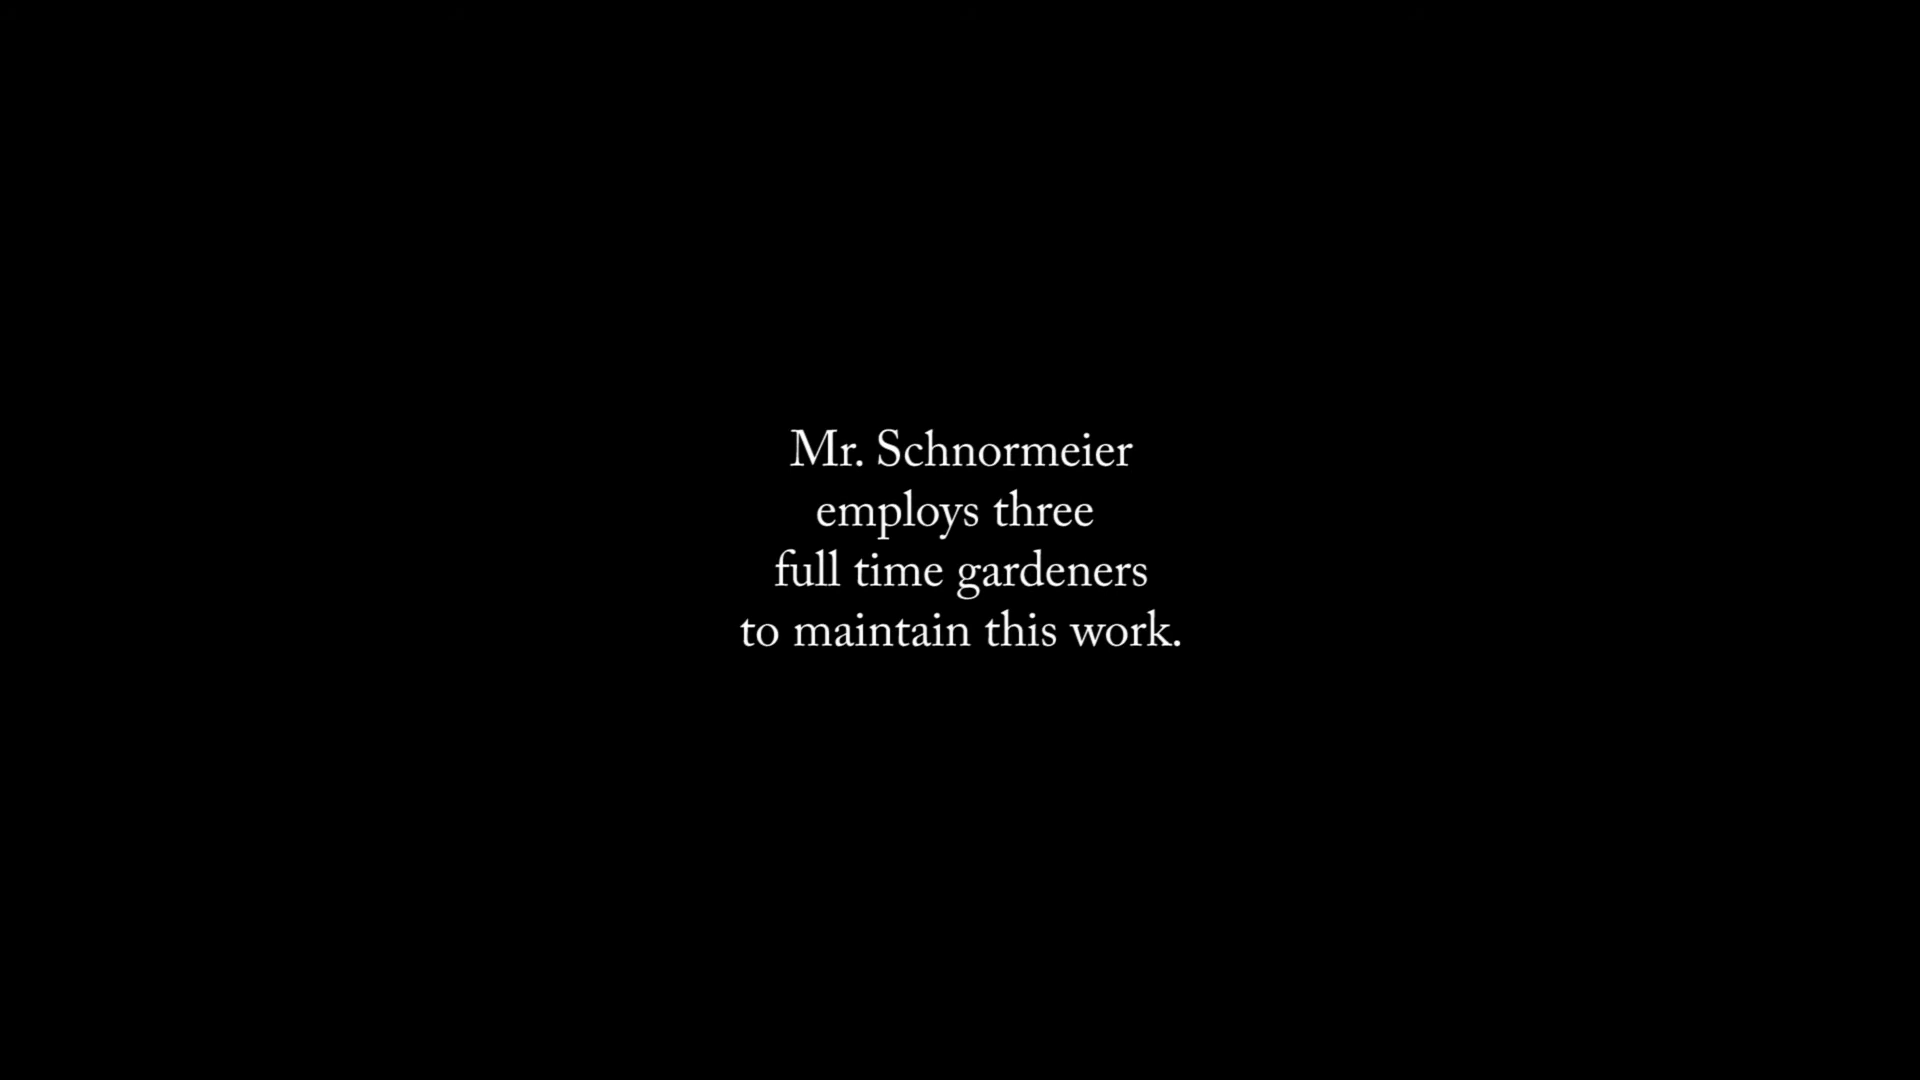 Mr. Schnormeier
employs three
full time gardeners
to maintain this work.